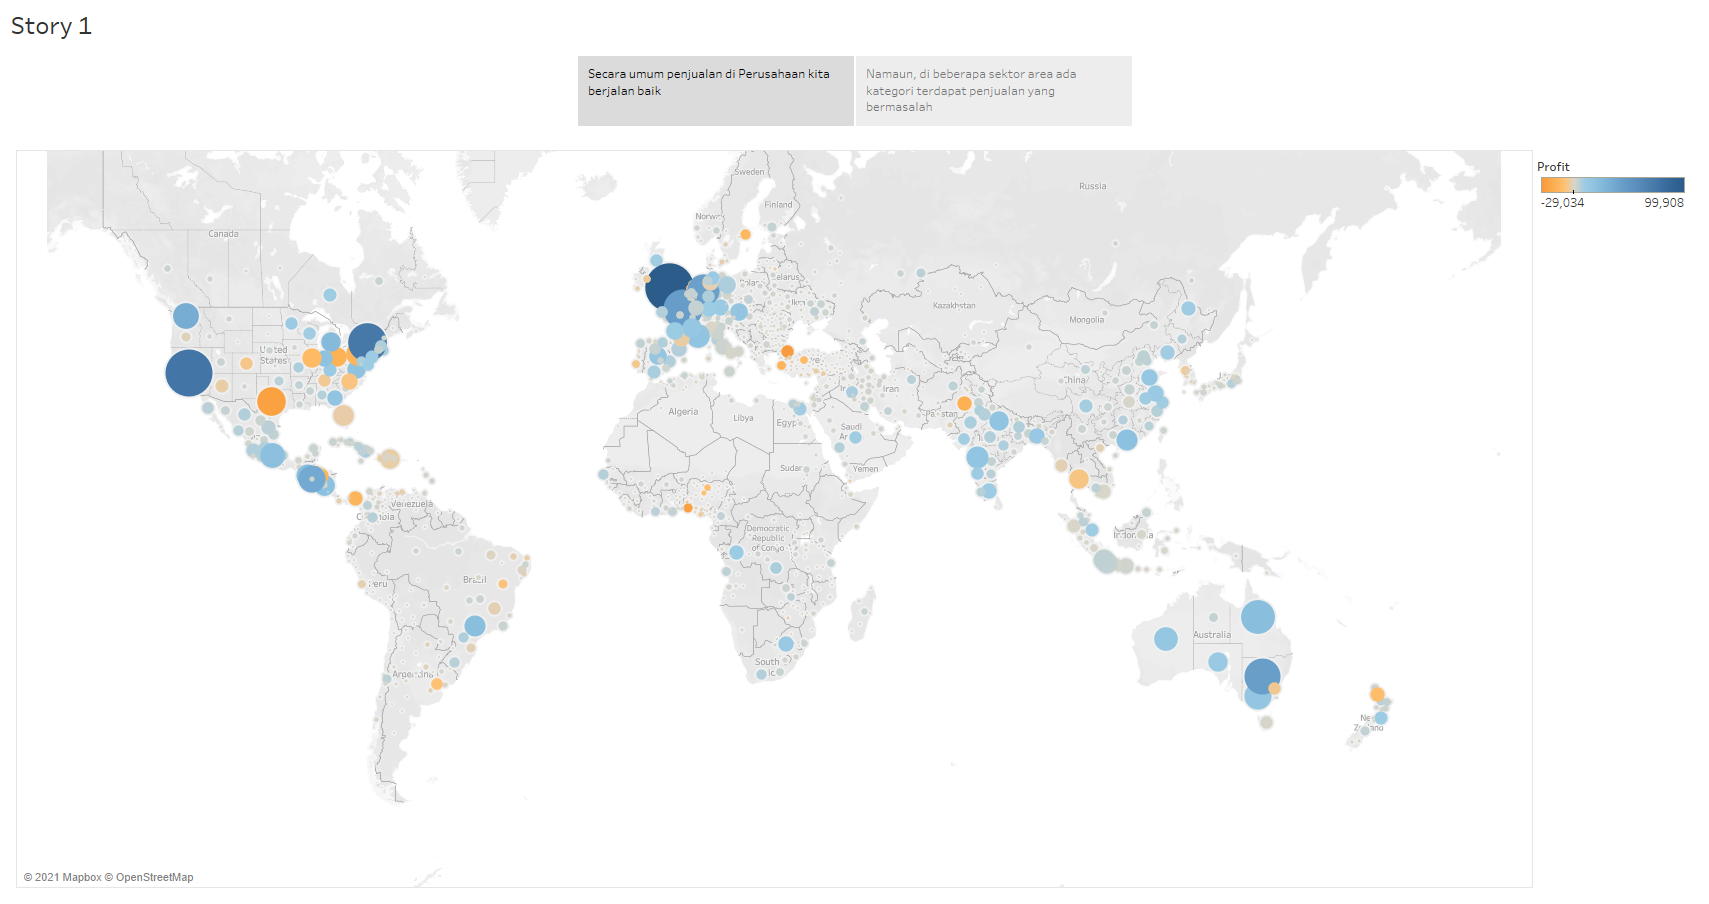 Story 1
Secara umum penjualan di Perusahaan kita
berjalan baik
Namaun, di beberapa sektor area ada
kategori terdapat penjualan yang
bermasalah
Profit
-29,034
99,908
Sweden
Russia
Finland
Canada
Kazakhstan
Mongolia
United
States
China
Iran
Algeria
Libya
Egypt
Saudi
Sudan
Yemen
Venezuela
Democratic
Republic
of Congo
Brazil
Australia
South
© 2021 Mapbox © OpenStreetMap